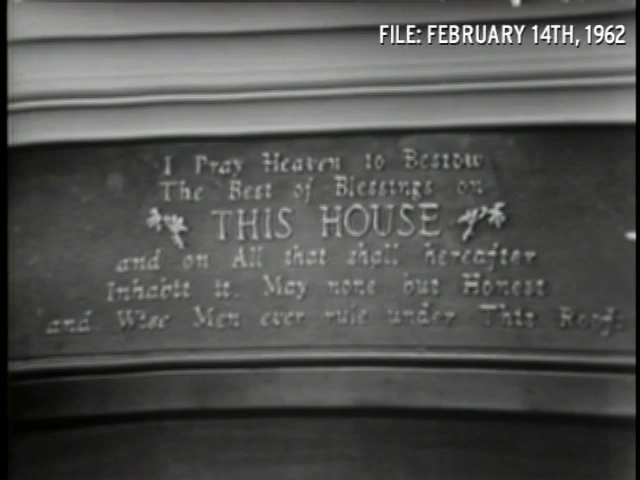 FILE: FEBRUARY 14TH, 1962
I Pray Heaven to Bestow
The Best of Blessings on
THIS HOUSE
and on All that shall hereafter
Inhabit it. May none but Honest
and Wise Men ever rule under This Roof.